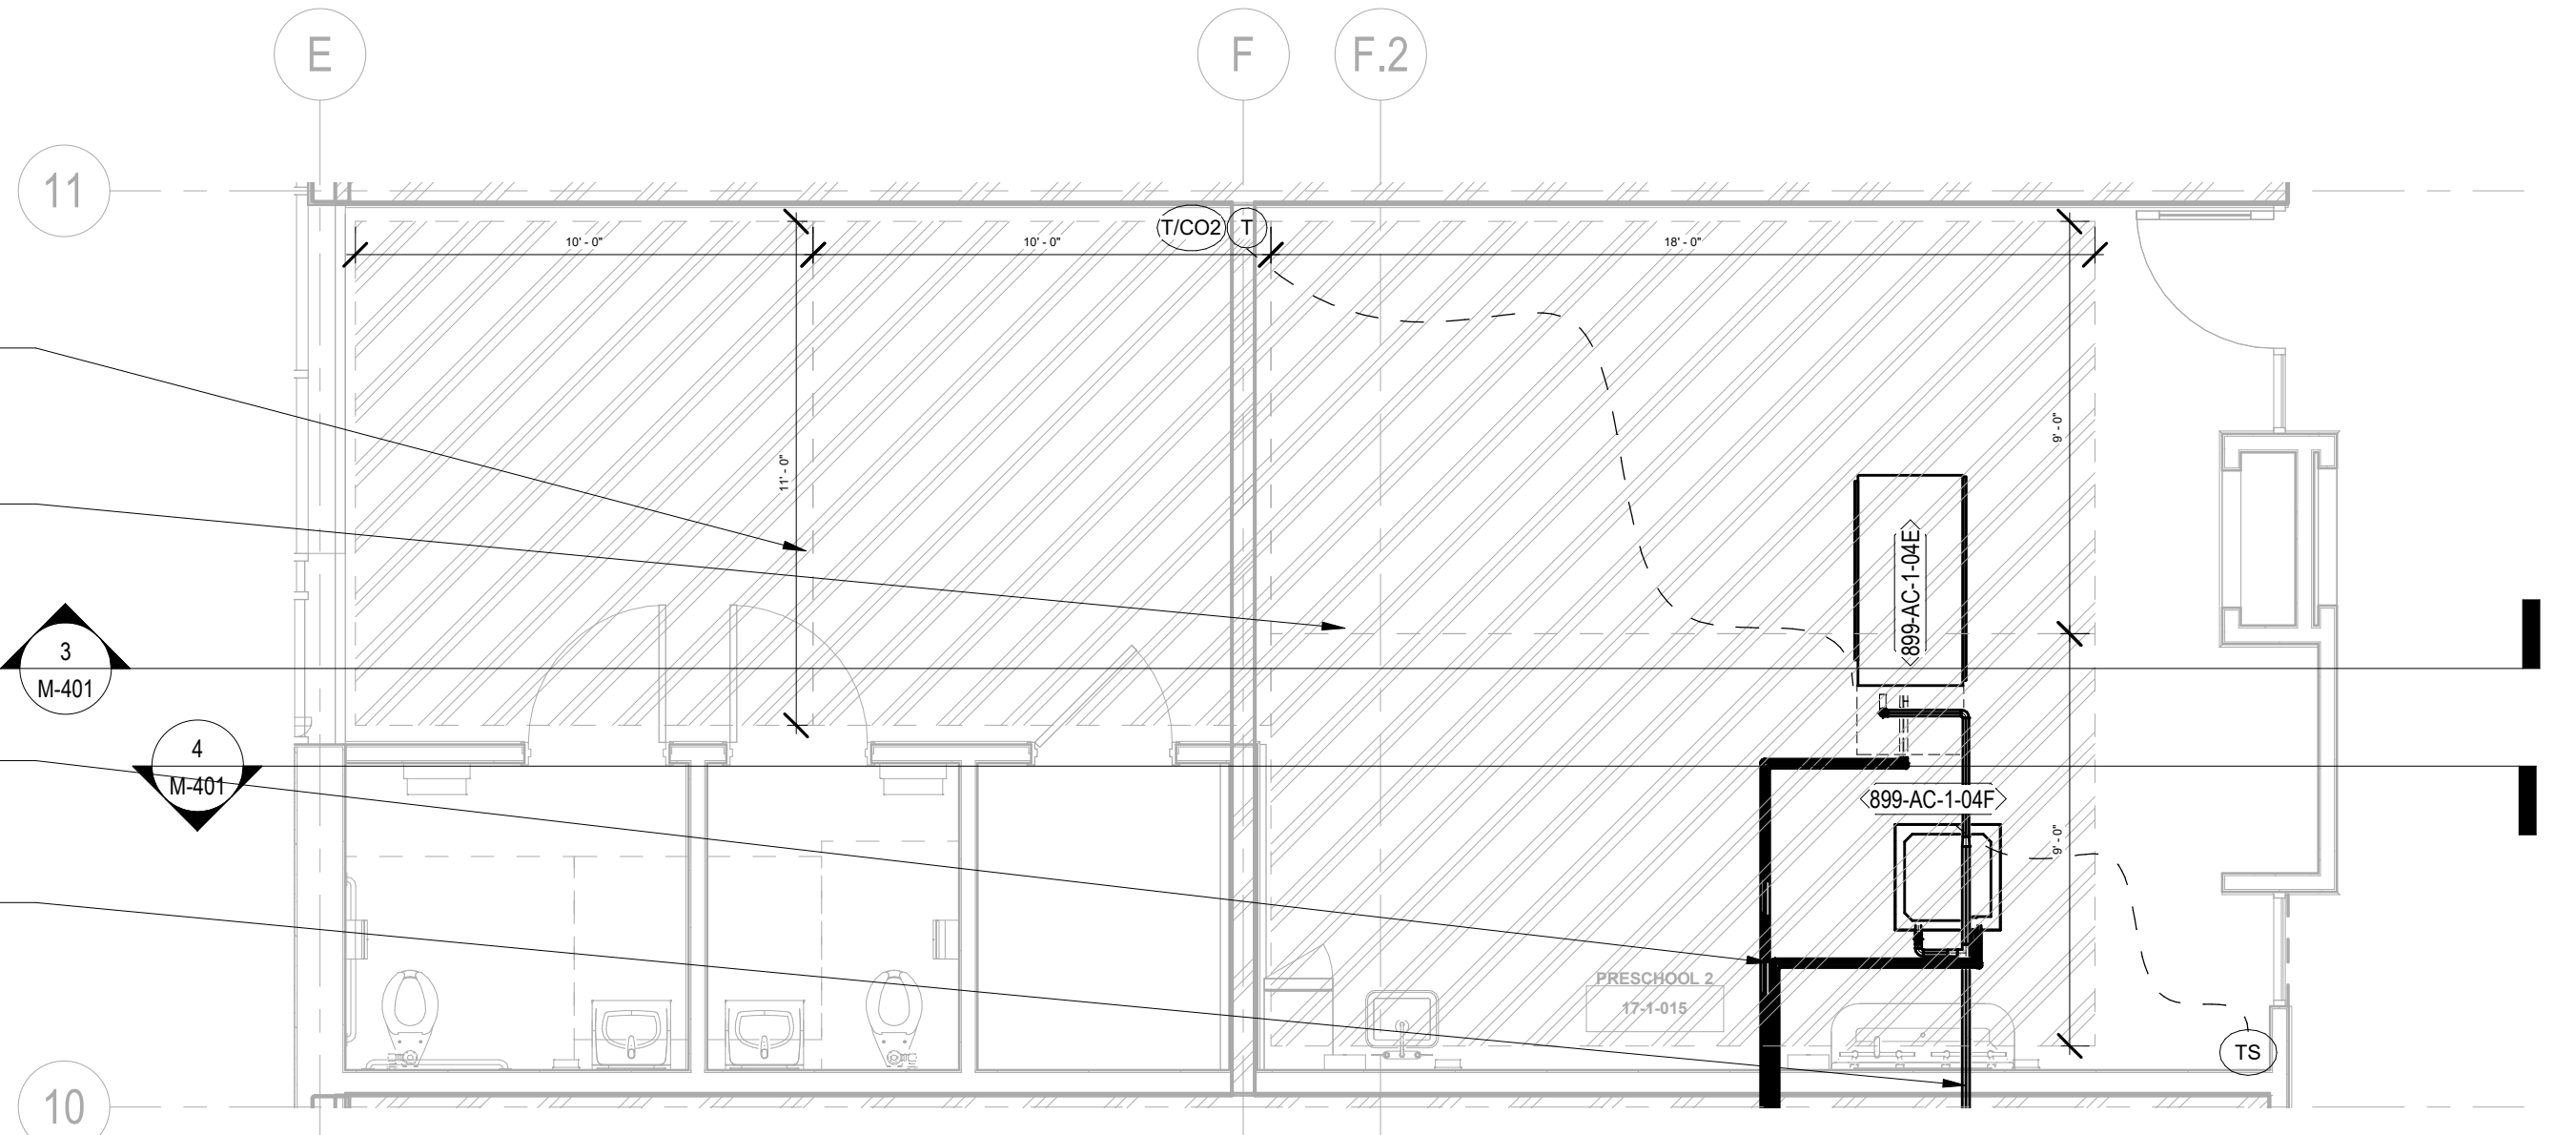 E
F
F.2
11
T/CO2
T
10' - 0"
10' - 0"
18' - 0"
9' - 0"
11' - 0"
899-AC-1-04E
3
M-401
4
M-401
899-AC-1-04F
9' - 0"
PRESCHOOL 2
17-1-015
TS
10